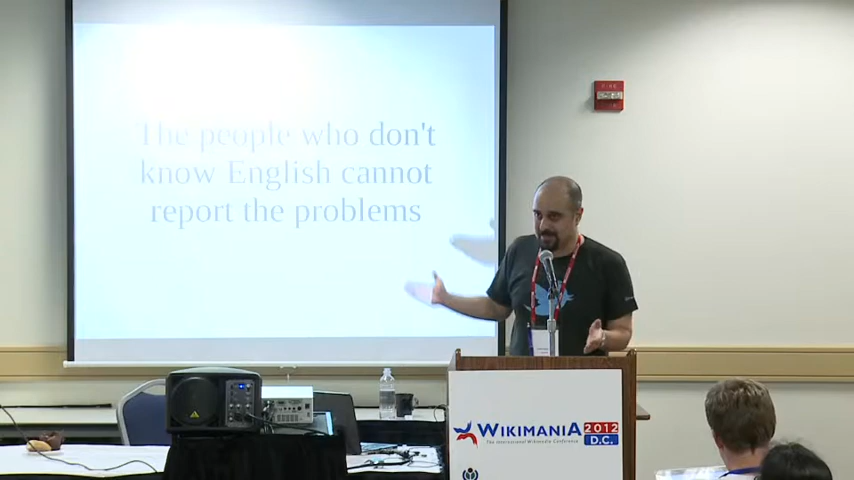 The people who don't
know English cannot
report the problems
FIRE
WIKIMANIA 2012
The International Wikimedia Conference D.C.